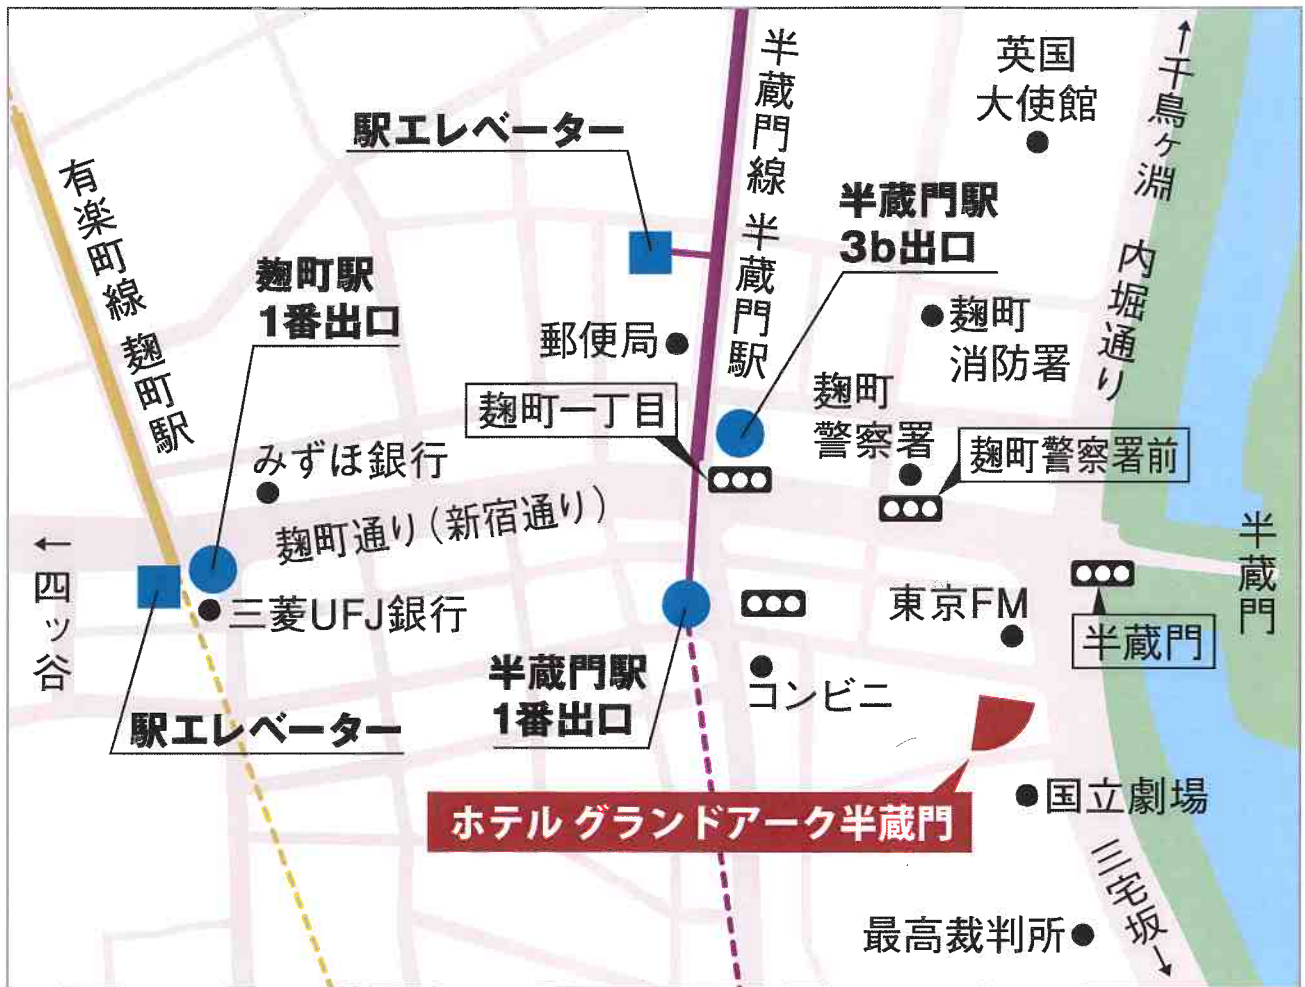 半蔵門線 半蔵門駅
英国
大使館
↑千鳥ヶ淵
内堀通り
駅エレベーター
有楽町線 麹町駅
半蔵門駅
3b出口
麹町駅
1番出口
郵便局
麹町
消防署
麹町一丁目
麹町
警察署
麹町警察署前
みずほ銀行
麹町通り(新宿通り)
←四ッ谷
半蔵門
三菱UFJ銀行
東京FM
半蔵門
半蔵門駅
1番出口
コンビニ
駅エレベーター
ホテル グランドアーク半蔵門
国立劇場
三宅坂→
最高裁判所